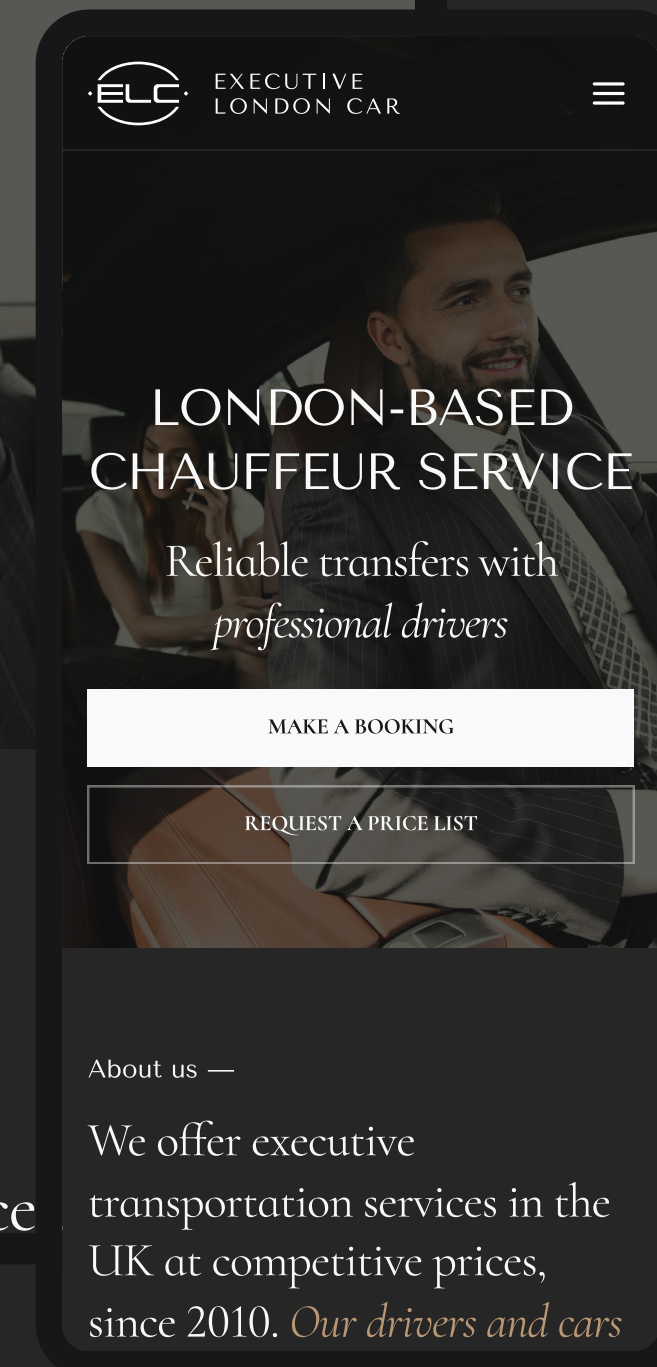 ELC
EXECUTIVE
LONDON CAR
LONDON-BASED
CHAUFFEUR SERVICE
Reliable transfers with
professional drivers
MAKE A BOOKING
REQUEST A PRICE LIST
About us —
We offer executive
transportation services in the
UK at competitive prices,
since 2010. Our drivers and cars